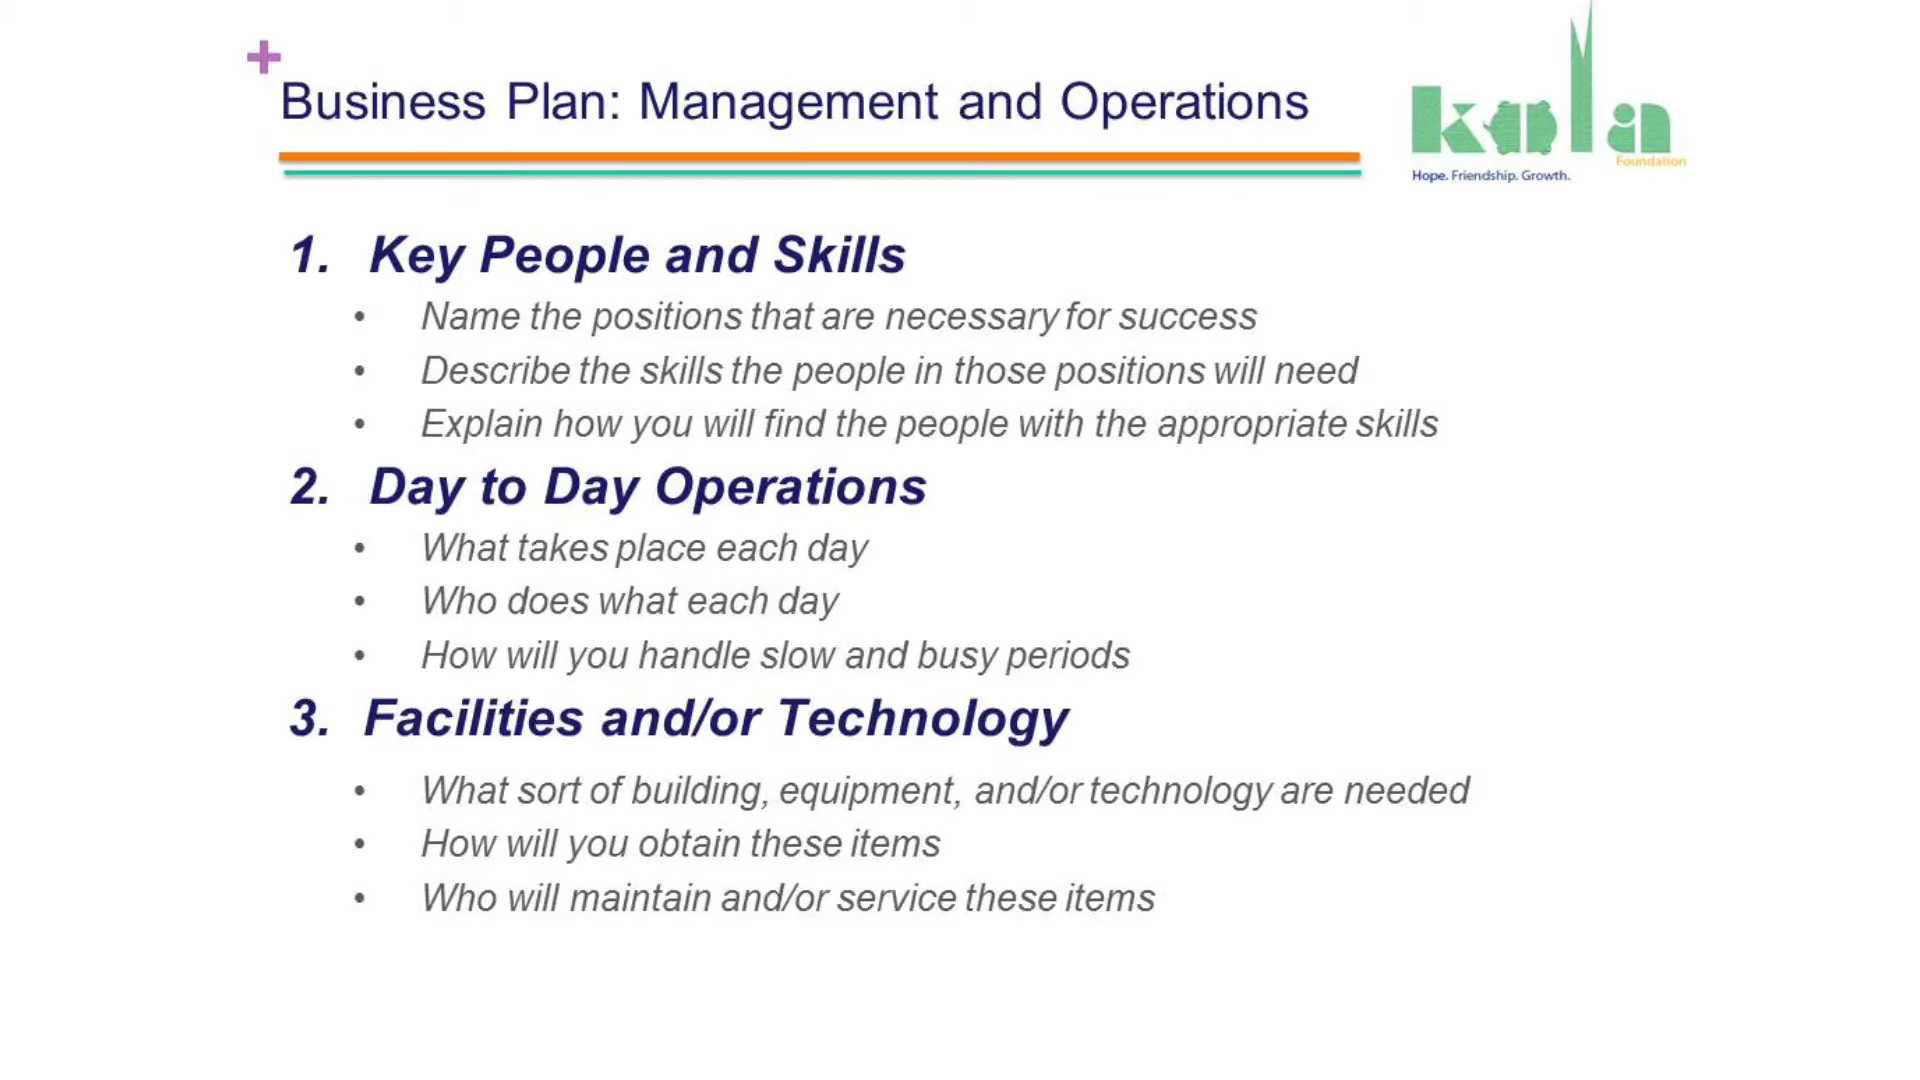 +
Business Plan: Management and Operations
kola
Foundation
Hope. Friendship. Growth.
1. Key People and Skills
• Name the positions that are necessary for success
• Describe the skills the people in those positions will need
• Explain how you will find the people with the appropriate skills
2. Day to Day Operations
• What takes place each day
• Who does what each day
• How will you handle slow and busy periods
3. Facilities and/or Technology
• What sort of building, equipment, and/or technology are needed
• How will you obtain these items
• Who will maintain and/or service these items